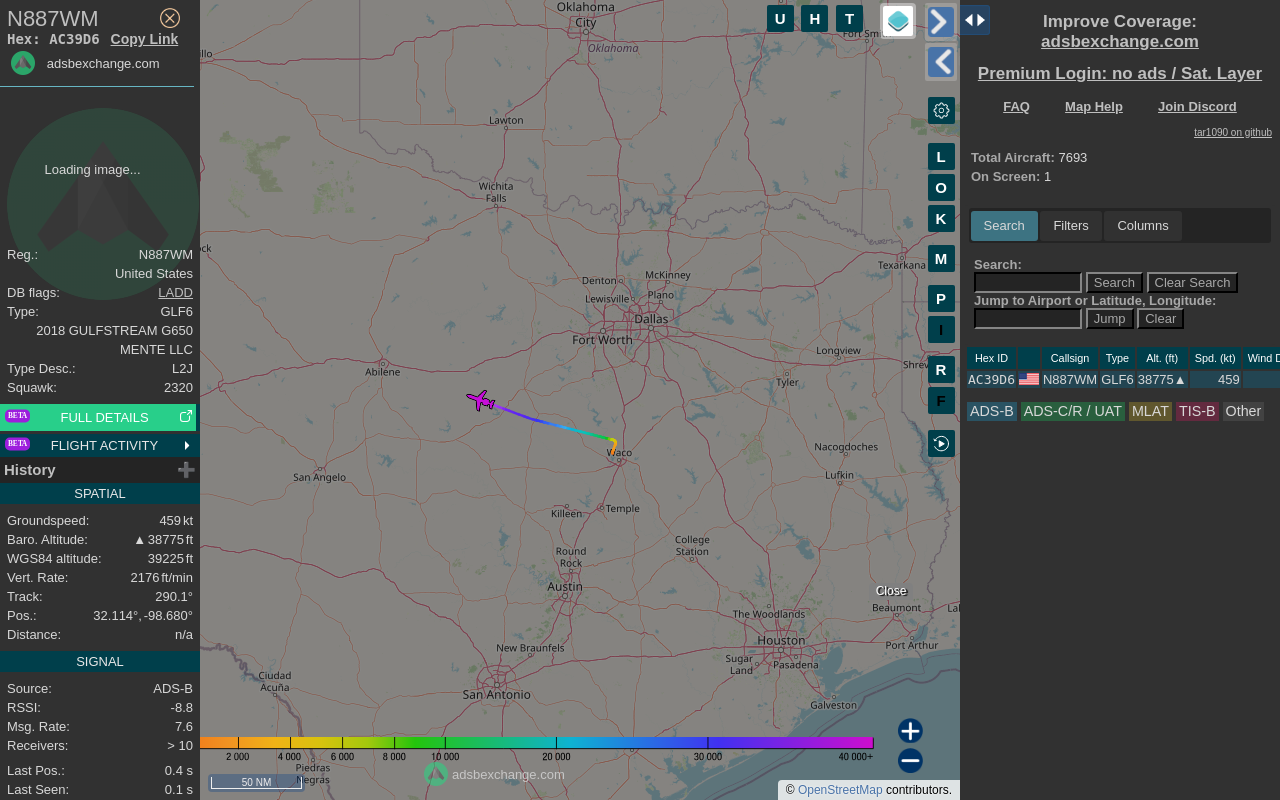 N887WM
Hex: AC39D6 Copy Link
adsbexchange.com
Loading image...
Reg.: N887WM
United States
DB flags: LADD
Type: GLF6
2018 GULFSTREAM G650
MENTE LLC
Type Desc.: L2J
Squawk: 2320
BETA FULL DETAILS
BETA FLIGHT ACTIVITY
History
SPATIAL
Groundspeed: 459 kt
Baro. Altitude: ▲ 38775 ft
WGS84 altitude: 39225 ft
Vert. Rate: 2176 ft/min
Track: 290.1°
Pos.: 32.114°, -98.680°
Distance: n/a
SIGNAL
Source: ADS-B
RSSI: -8.8
Msg. Rate: 7.6
Receivers: > 10
Last Pos.: 0.4 s
Last Seen: 0.1 s
Oklahoma
City
Oklahoma
Fort Sm
U H T
illo
Lawton
Wichita
Falls
ock
Texarkana
Denton
McKinney
Lewisville
Plano
Dallas
Fort Worth
Longview
Shrev
Abilene
Tyler
Waco
Nacogdoches
San Angelo
Lufkin
Killeen
Temple
College
Station
Round
Rock
Austin
Close
Beaumont
Lal
The Woodlands
New Braunfels
Houston
Port Arthur
Sugar
Land
Pasadena
Ciudad
Acuña
San Antonio
Galveston
L
O
K
M
P
I
R
F
2 000 4 000 6 000 8 000 10 000 20 000 30 000 40 000+
Piedras
Negras
50 NM
adsbexchange.com
© OpenStreetMap contributors.
Improve Coverage:
adsbexchange.com
Premium Login: no ads / Sat. Layer
FAQ Map Help Join Discord
tar1090 on github
Total Aircraft: 7693
On Screen: 1
Search Filters Columns
Search:
Search Clear Search
Jump to Airport or Latitude, Longitude:
Jump Clear
Hex ID Callsign Type Alt. (ft) Spd. (kt) Wind D
AC39D6 N887WM GLF6 38775▲ 459
ADS-B ADS-C/R / UAT MLAT TIS-B Other